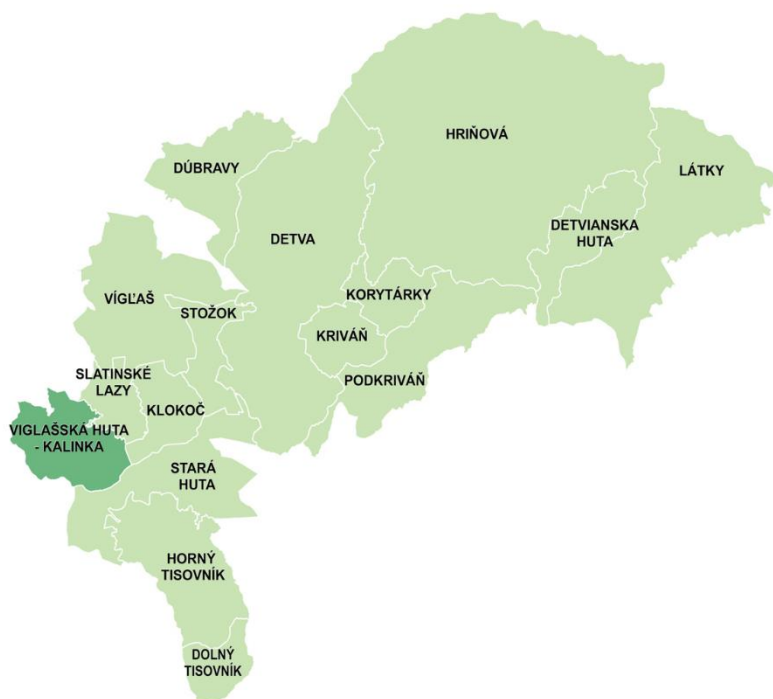 HRIŇOVÁ
DÚBRAVY
LÁTKY
DETVIANSKA
HUTA
DETVA
KORYTÁRKY
VÍGĽAŠ
STOŽOK
KRIVÁŇ
SLATINSKÉ
LAZY
PODKRIVÁŇ
KLOKOČ
VIGLAŠSKÁ HUTA
- KALINKA
STARÁ
HUTA
HORNÝ
TISOVNÍK
DOLNÝ
TISOVNÍK